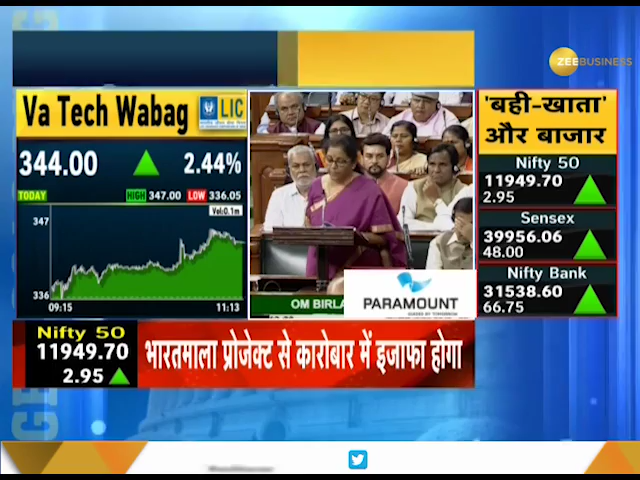 ZEEBUSINESS
Va Tech Wabag
LIC
344.00
2.44%
TODAY
HIGH 347.00 LOW 336.05
Vol:0.1m
347
336
09:15
11:13
OM BIRLA
PARAMOUNT
'बही-खाता'
और बाजार
Nifty 50
11949.70
2.95
Sensex
39956.06
48.00
Nifty Bank
31538.60
66.75
Nifty 50
11949.70
2.95
भारतमाला प्रोजेक्ट से कारोबार में इजाफा होगा